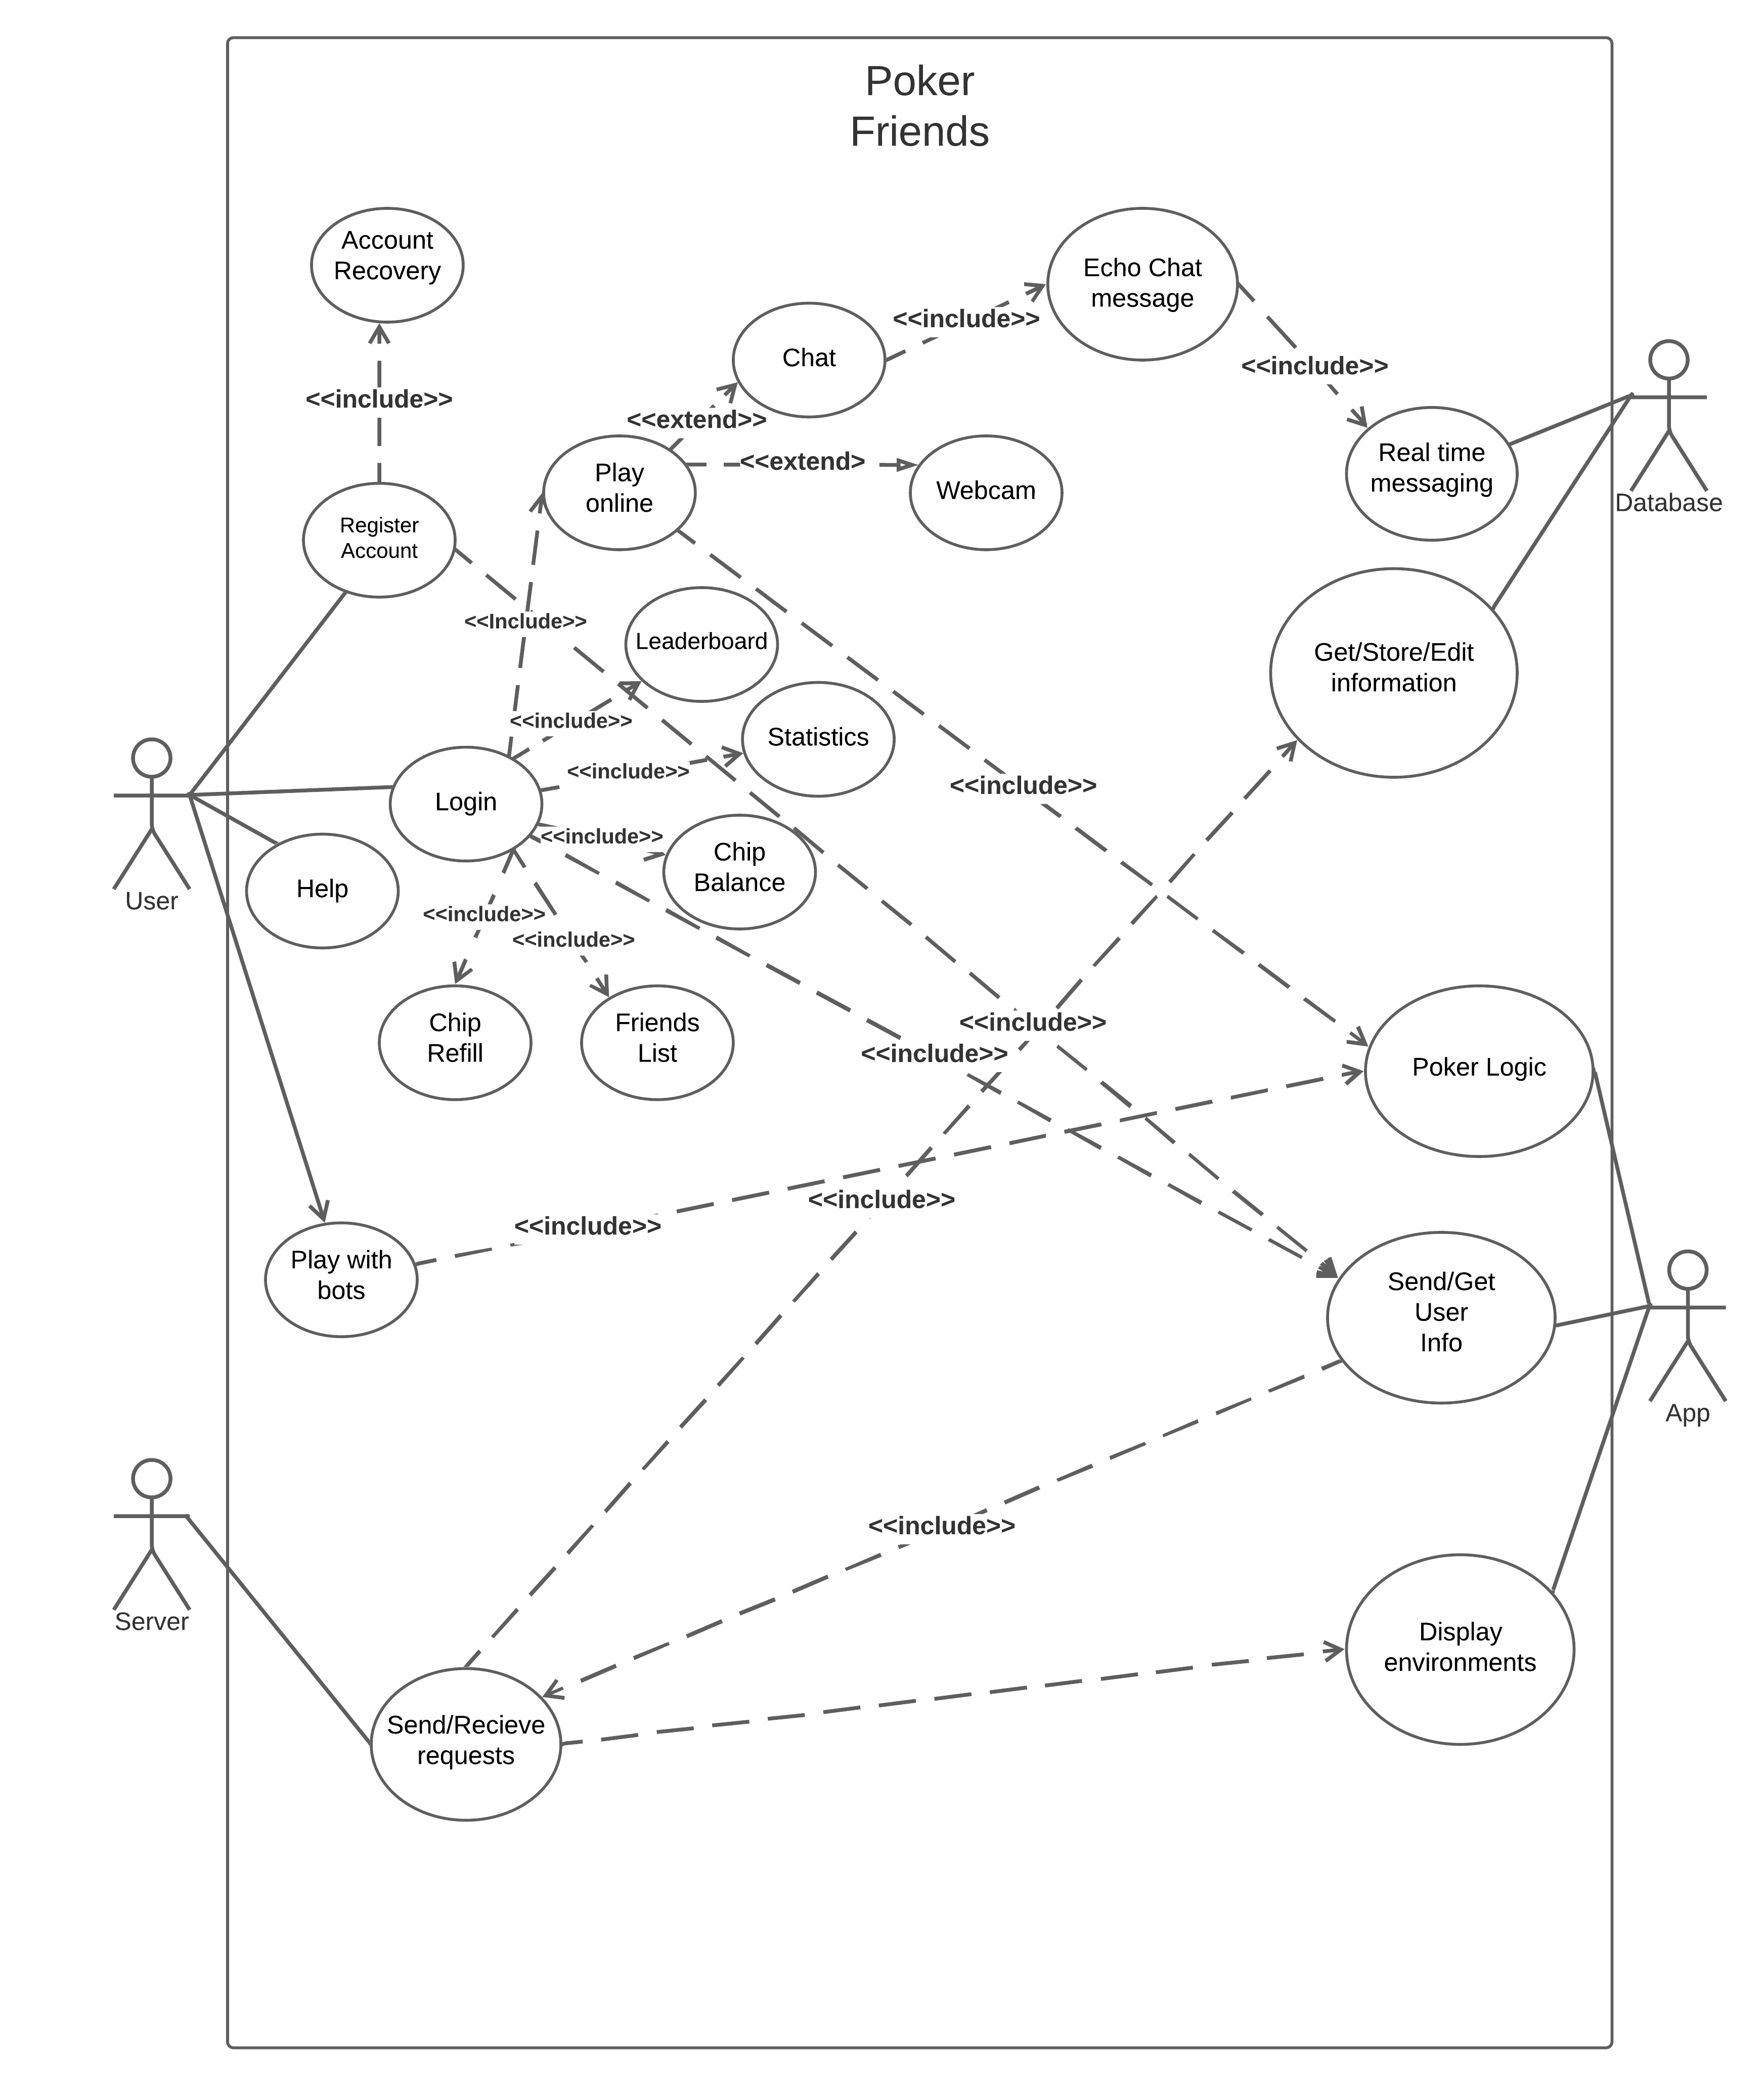 Poker
Friends
Account
Recovery
Echo Chat
message
<<include>>
Chat
<<include>>
<<include>>
<<extend>>
Play
online
<<extend>
Webcam
Real time
messaging
Database
Register
Account
<<Include>>
Leaderboard
Get/Store/Edit
information
<<include>>
Statistics
<<include>>
<<include>>
Login
<<include>>
Chip
Balance
User
Help
<<include>>
<<include>>
Chip
Refill
Friends
List
<<include>>
<<include>>
Poker Logic
<<include>>
<<include>>
Play with
bots
Send/Get
User
Info
App
<<include>>
Server
Display
environments
Send/Recieve
requests